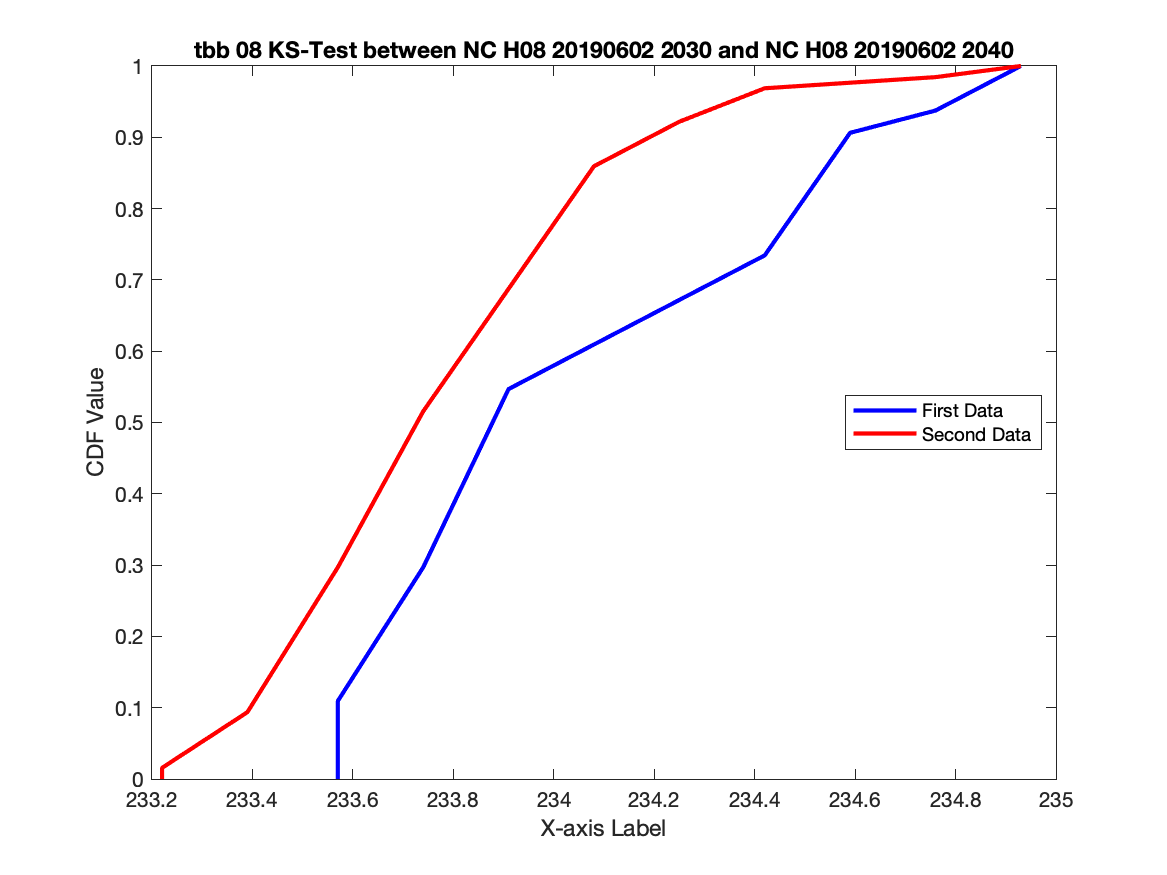 tbb 08 KS-Test between NC H08 20190602 2030 and NC H08 20190602 2040
1
0.9
0.8
0.7
0.6
0.5
0.4
0.3
0.2
0.1
0
CDF Value
First Data
Second Data
233.2 233.4 233.6 233.8 234 234.2 234.4 234.6 234.8 235
X-axis Label